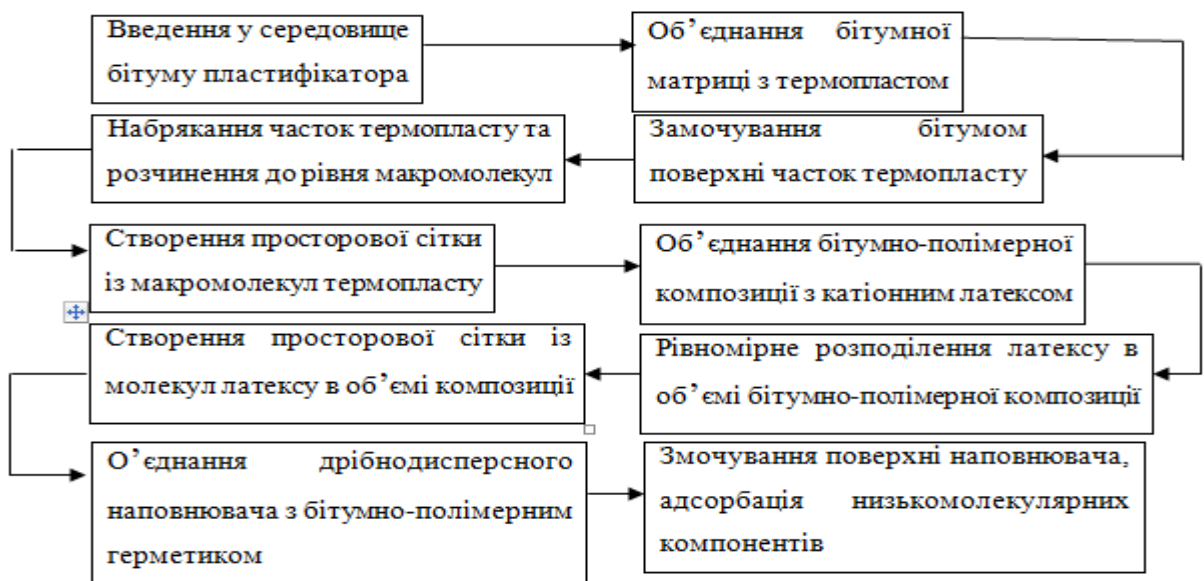 Введення у середовище
бітуму пластифікатора
Об’єднання бітумної
матриці з термопластом
Замочування бітумом
поверхні часток термопласту
Набрякання часток термопласту та
розчинення до рівня макромолекул
Створення просторової сітки
із макромолекул термопласту
Об’єднання бітумно-полімерної
композиції з катіонним латексом
Рівномірне розподілення латексу в
об’ємі бітумно-полімерної композиції
Створення просторової сітки із
молекул латексу в об’ємі композиції
О’єднання дрібнодисперсного
наповнювача з бітумно-полімерним
герметиком
Змочування поверхні наповнювача,
адсорбація низькомолекулярних
компонентів